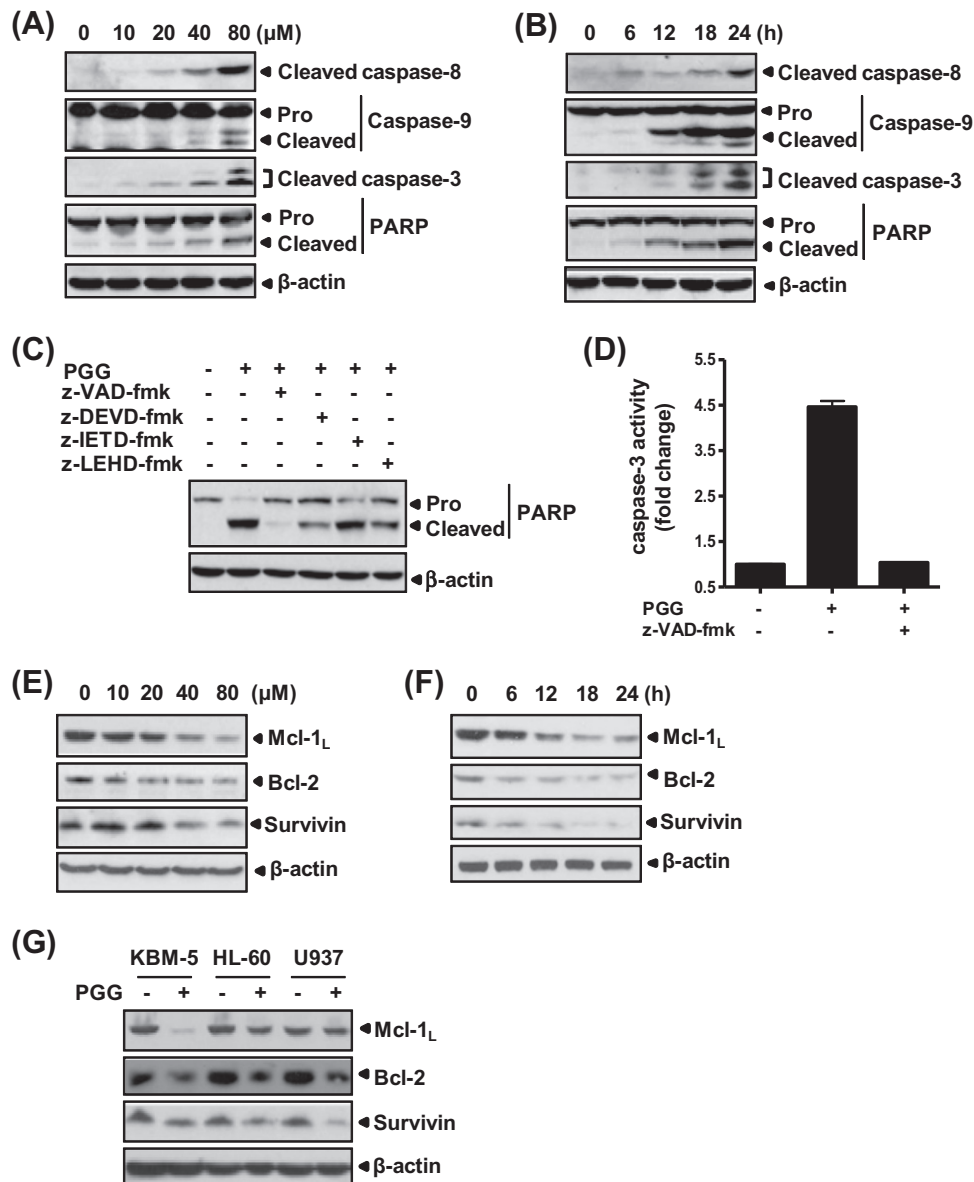 (A)
0 10 20 40 80 (µM)
Cleaved caspase-8
Pro
Caspase-9
Cleaved
Cleaved caspase-3
Pro
PARP
Cleaved
β-actin
(B)
0 6 12 18 24 (h)
Cleaved caspase-8
Pro
Caspase-9
Cleaved
Cleaved caspase-3
Pro
PARP
Cleaved
β-actin
(C)
PGG - + + + + +
z-VAD-fmk - - + - - -
z-DEVD-fmk - - - + - -
z-IETD-fmk - - - - + -
z-LEHD-fmk - - - - - +
Pro
PARP
Cleaved
β-actin
(D)
caspase-3 activity
(fold change)
5.5
4.5
3.5
2.5
1.5
0.5
PGG - + +
z-VAD-fmk - - +
(E)
0 10 20 40 80 (µM)
Mcl-1L
Bcl-2
Survivin
β-actin
(F)
0 6 12 18 24 (h)
Mcl-1L
Bcl-2
Survivin
β-actin
(G)
KBM-5 HL-60 U937
PGG - + - + - +
Mcl-1L
Bcl-2
Survivin
β-actin